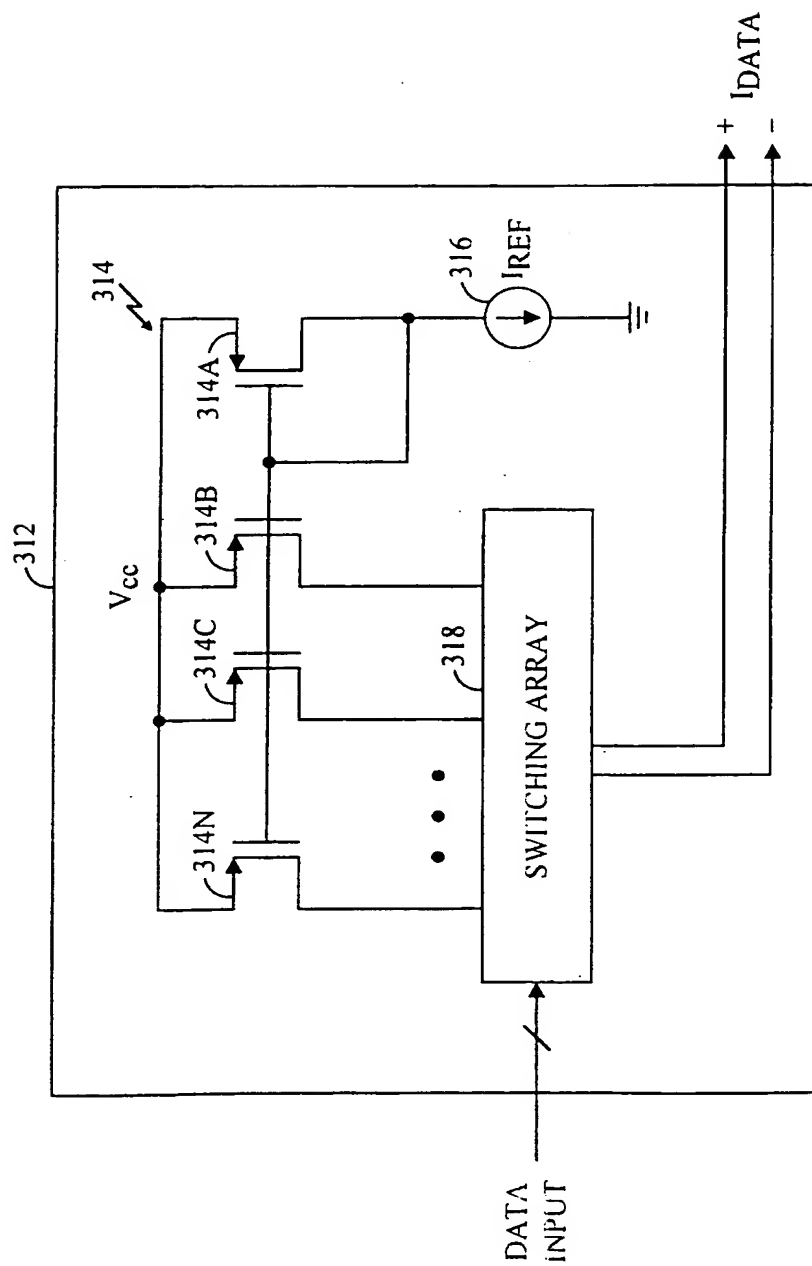 312
314
Vcc
314N
314C
314B
314A
316
IREF
318
SWITCHING ARRAY
DATA
INPUT
+
IDATA
-